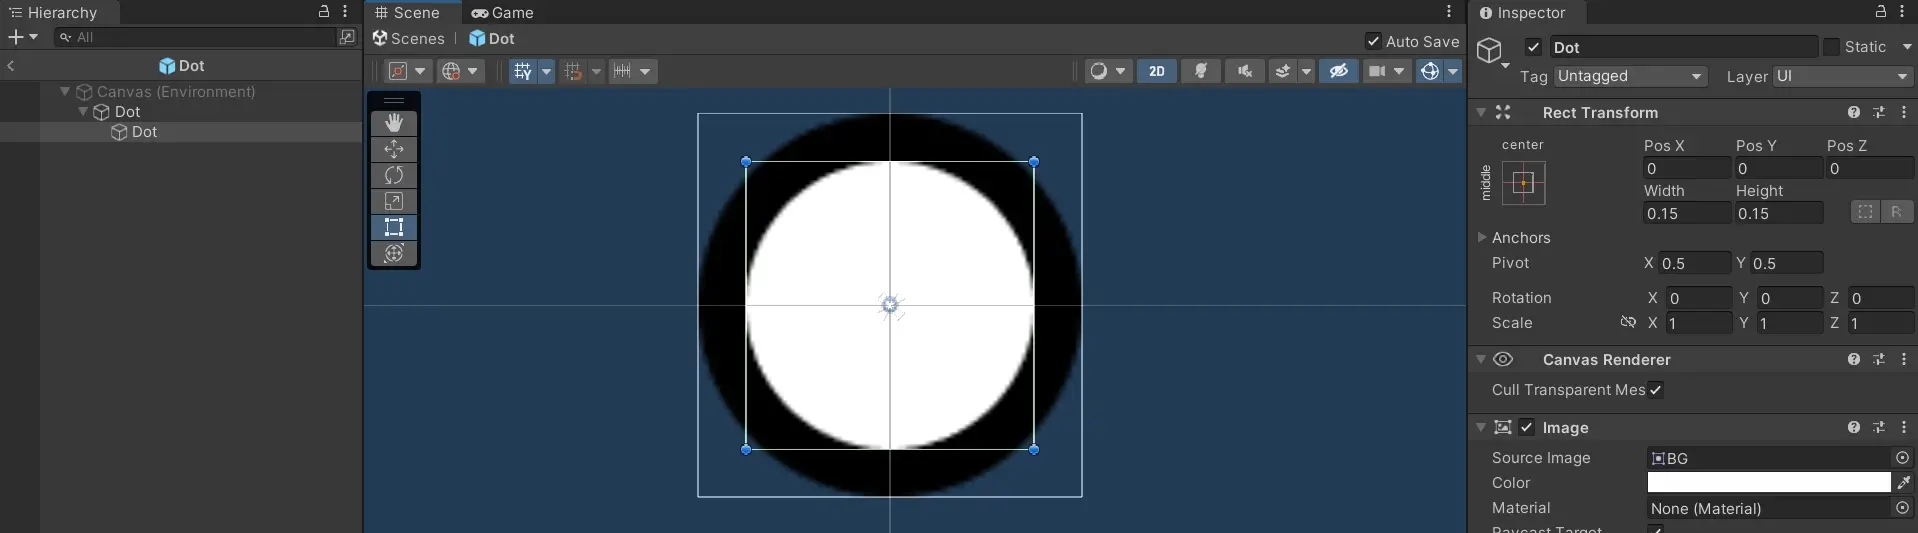 Hierarchy
All
Dot
Canvas (Environment)
Dot
Dot
Scene Game
Scenes | Dot
Auto Save
2D
Inspector
Dot Static
Tag Untagged Layer UI
Rect Transform
center
middle
Pos X Pos Y Pos Z
0 0 0
Width Height
0.15 0.15
R
Anchors
Pivot X 0.5 Y 0.5
Rotation X 0 Y 0 Z 0
Scale X 1 Y 1 Z 1
Canvas Renderer
Cull Transparent Mes
Image
Source Image BG
Color
Material None (Material)
Raycast Target